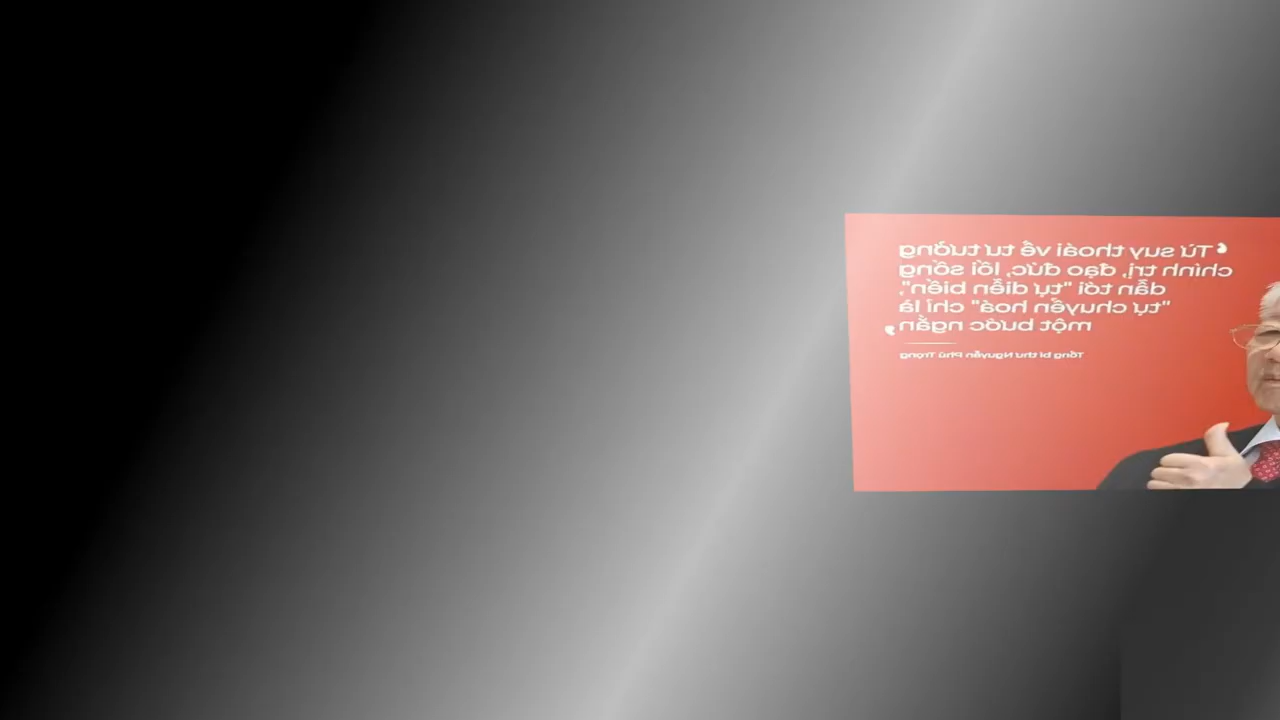 ‘Từ suy thoái về tư tưởng
chính trị, đạo đức, lối sống
dẫn tới "tự diễn biến",
"tự chuyển hoá" chỉ là
một bước ngắn’
Tổng bí thư Nguyễn Phú Trọng